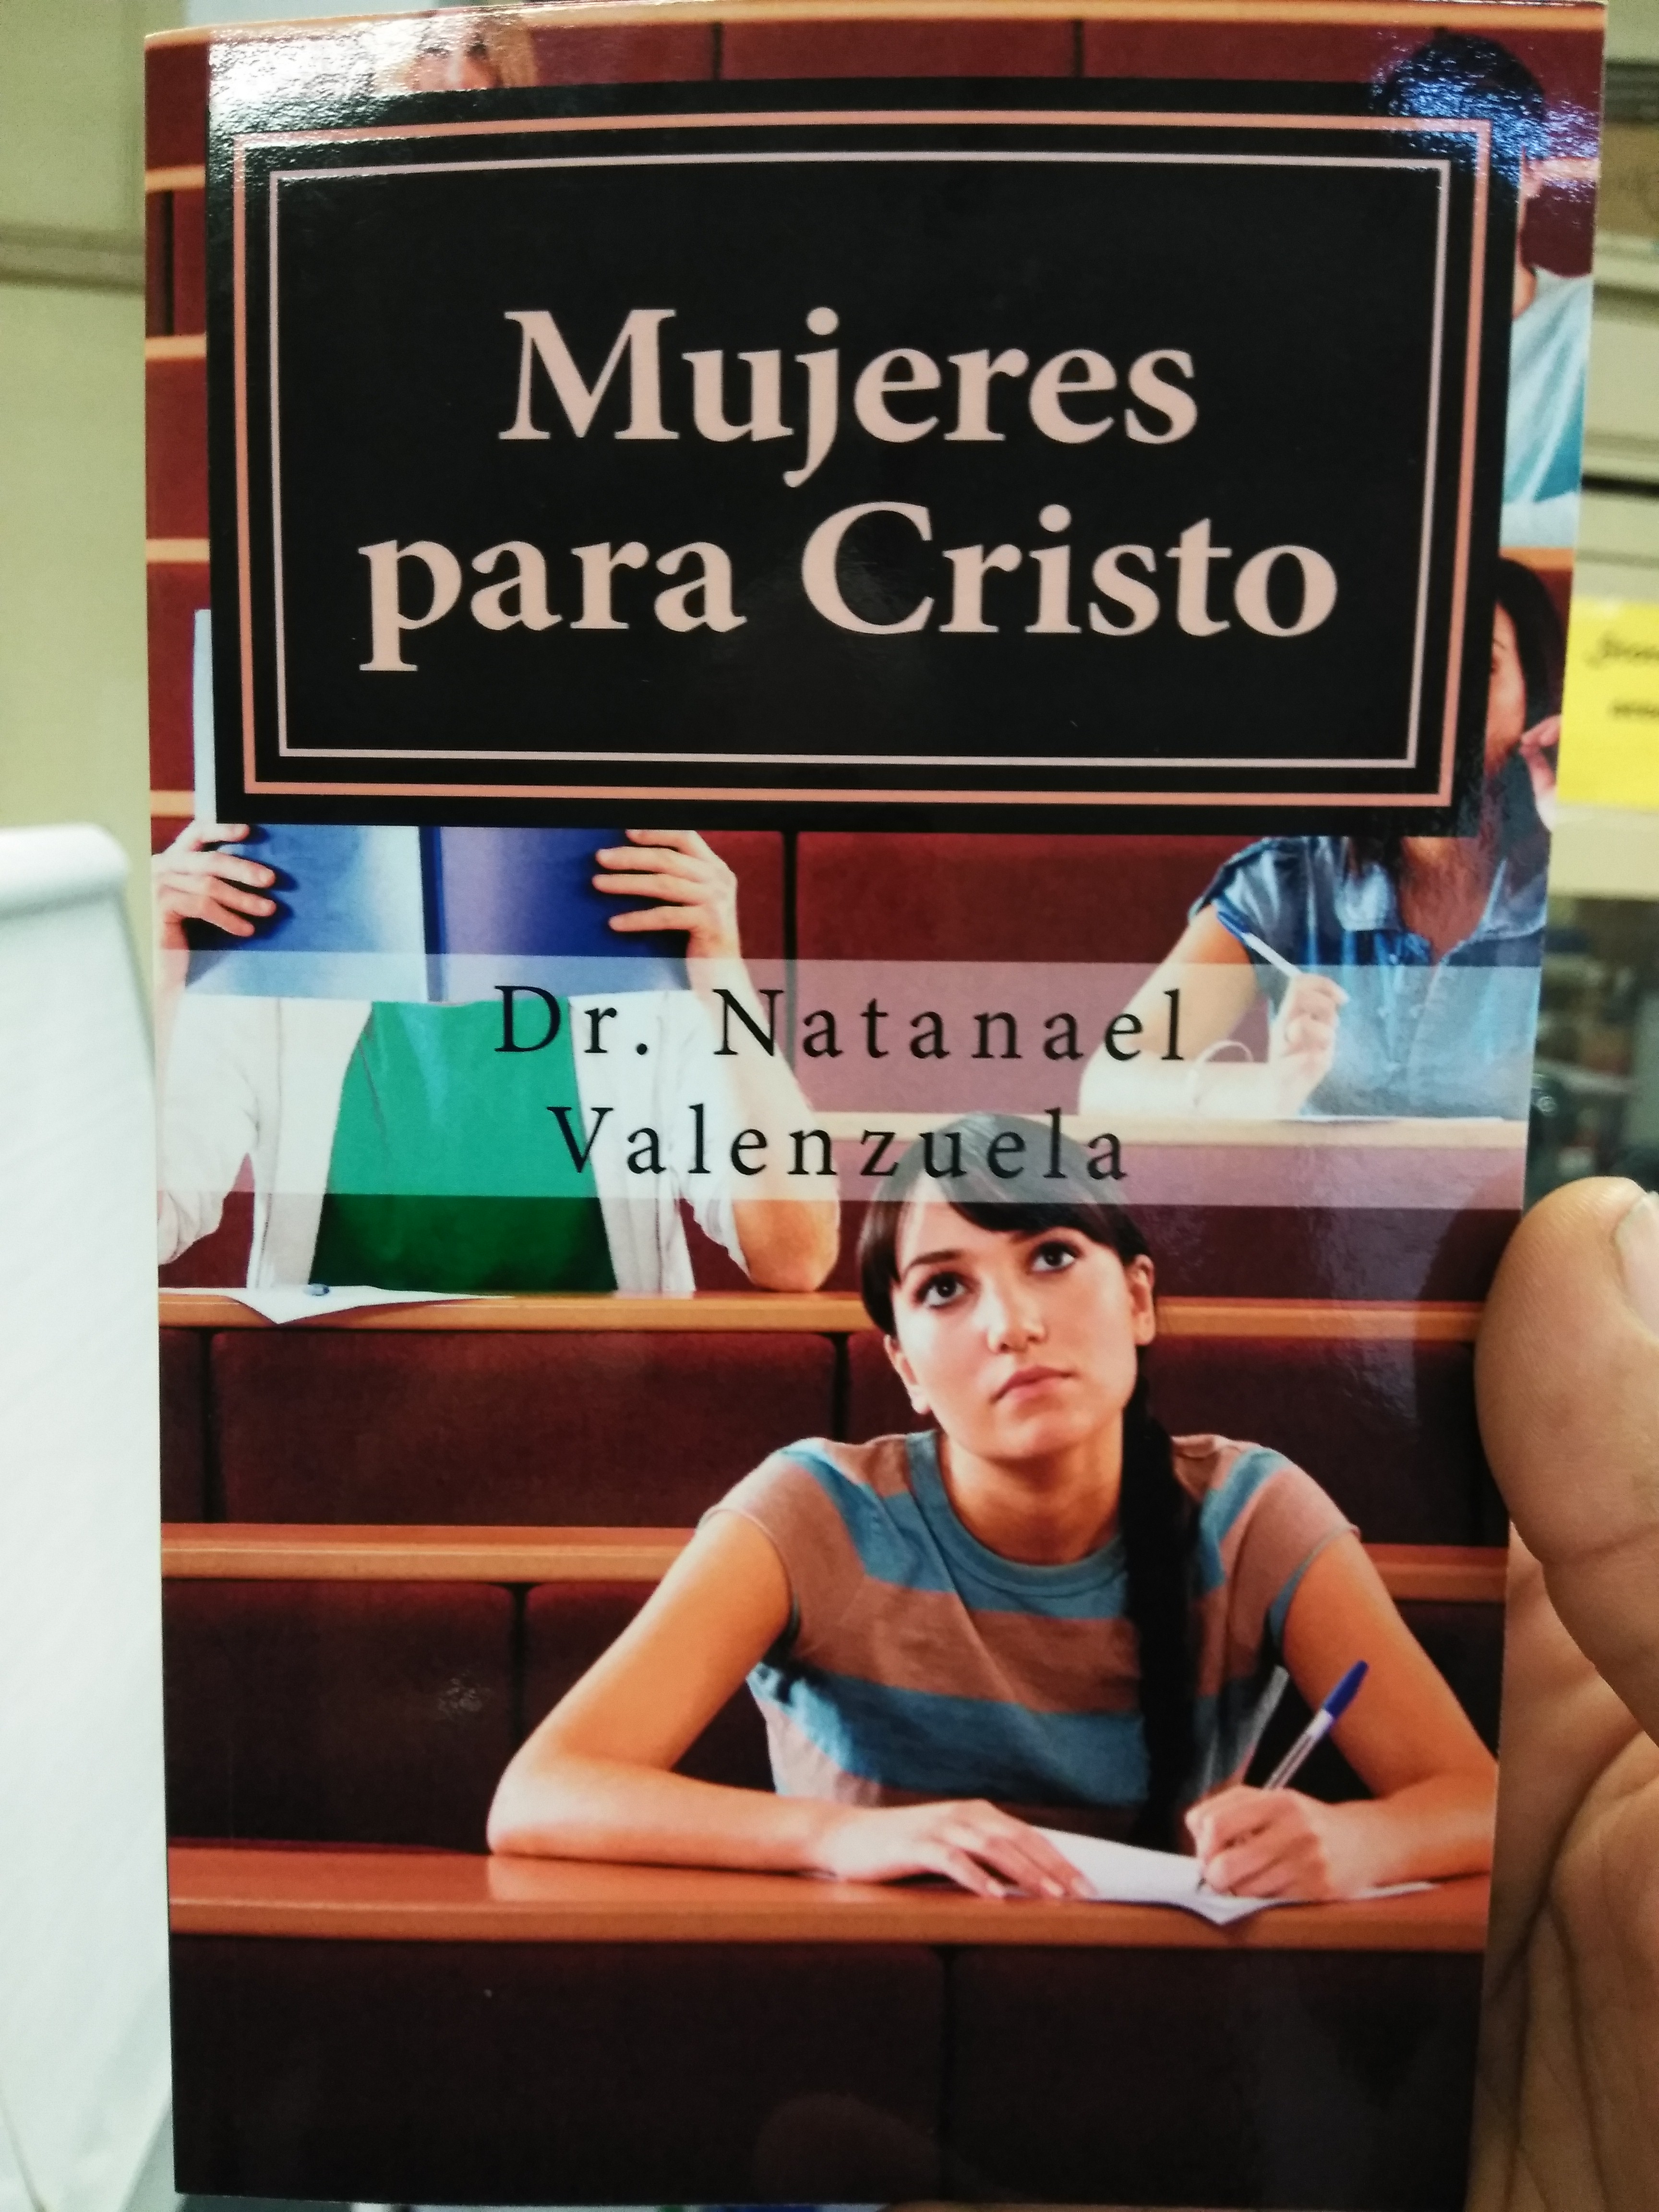 Mujeres
para Cristo
Dr. Natanael
Valenzuela